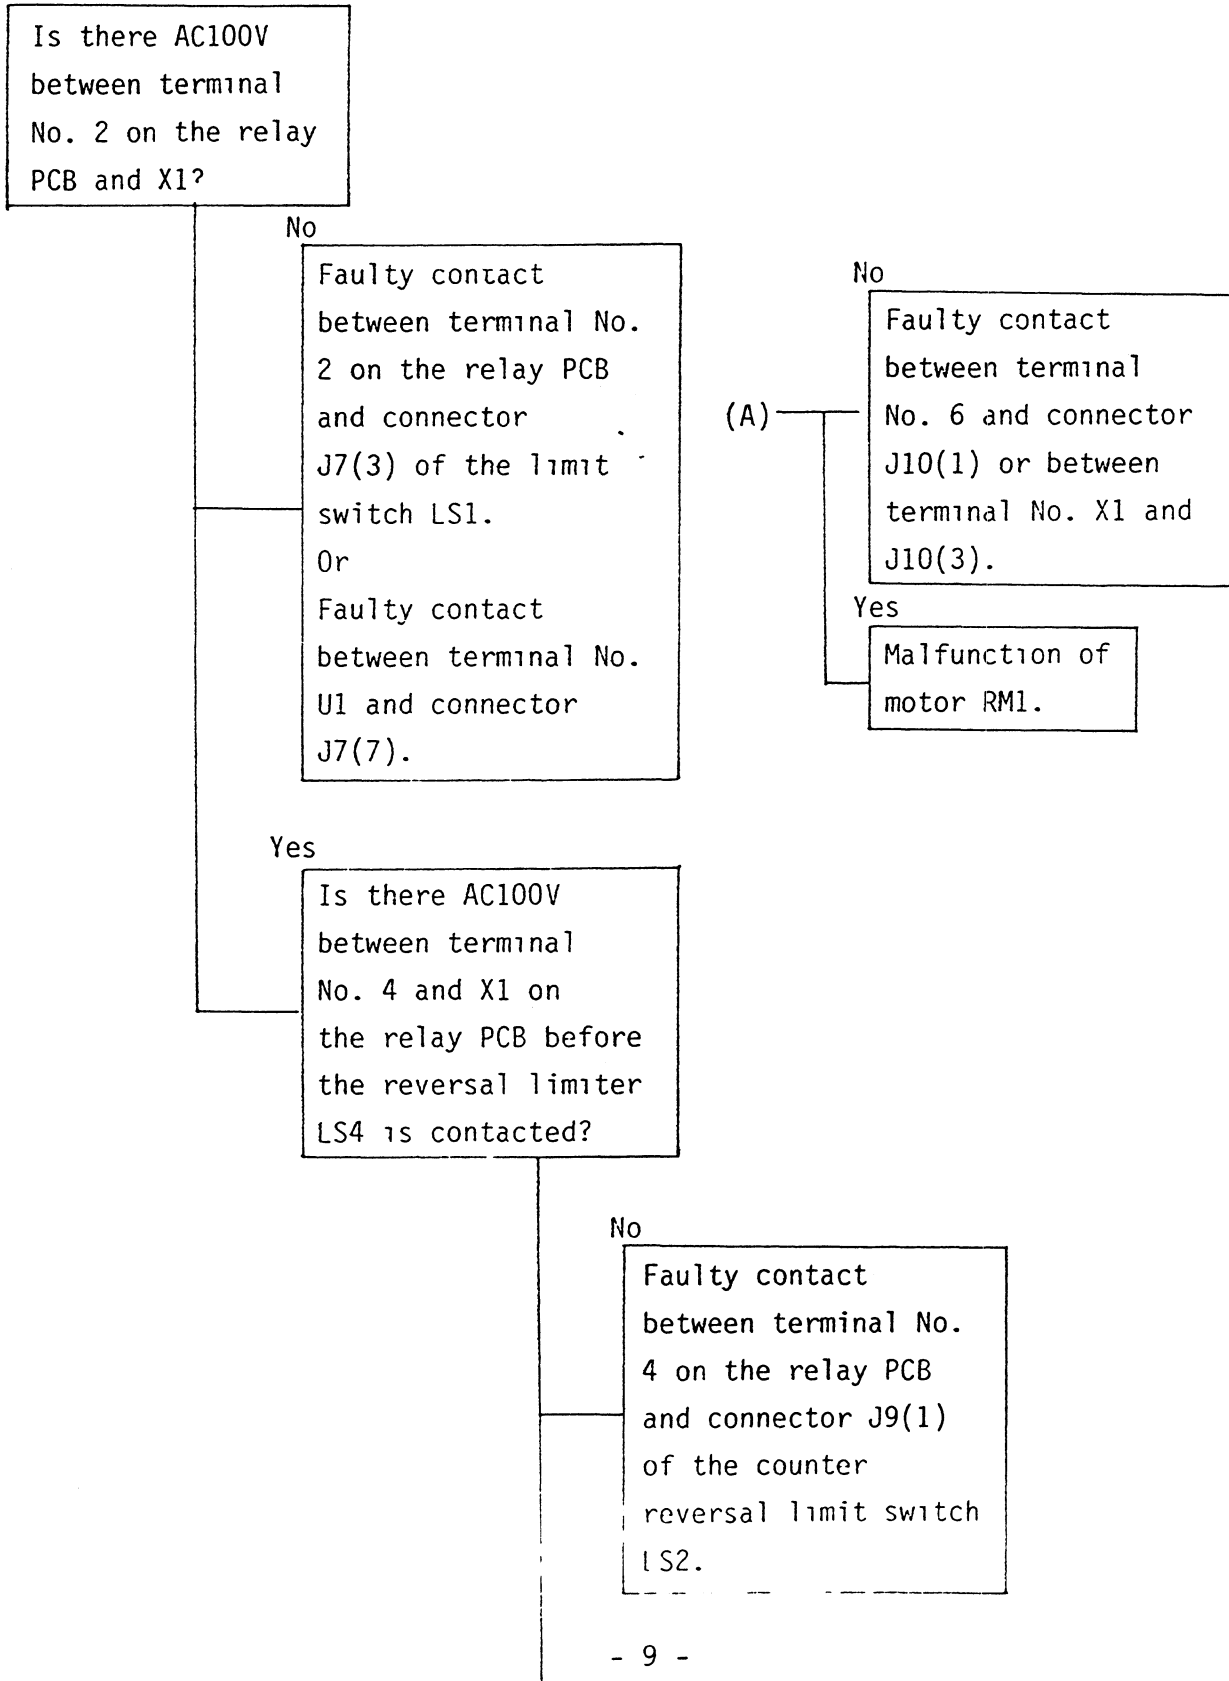 Is there AC100V
between terminal
No. 2 on the relay
PCB and X1?
No
Faulty contact
between terminal No.
2 on the relay PCB
and connector
J7(3) of the limit
switch LS1.
Or
Faulty contact
between terminal No.
U1 and connector
J7(7).
(A)
No
Faulty contact
between terminal
No. 6 and connector
J10(1) or between
terminal No. X1 and
J10(3).
Yes
Malfunction of
motor RM1.
Yes
Is there AC100V
between terminal
No. 4 and X1 on
the relay PCB before
the reversal limiter
LS4 is contacted?
No
Faulty contact
between terminal No.
4 on the relay PCB
and connector J9(1)
of the counter
reversal limit switch
LS2.
- 9 -